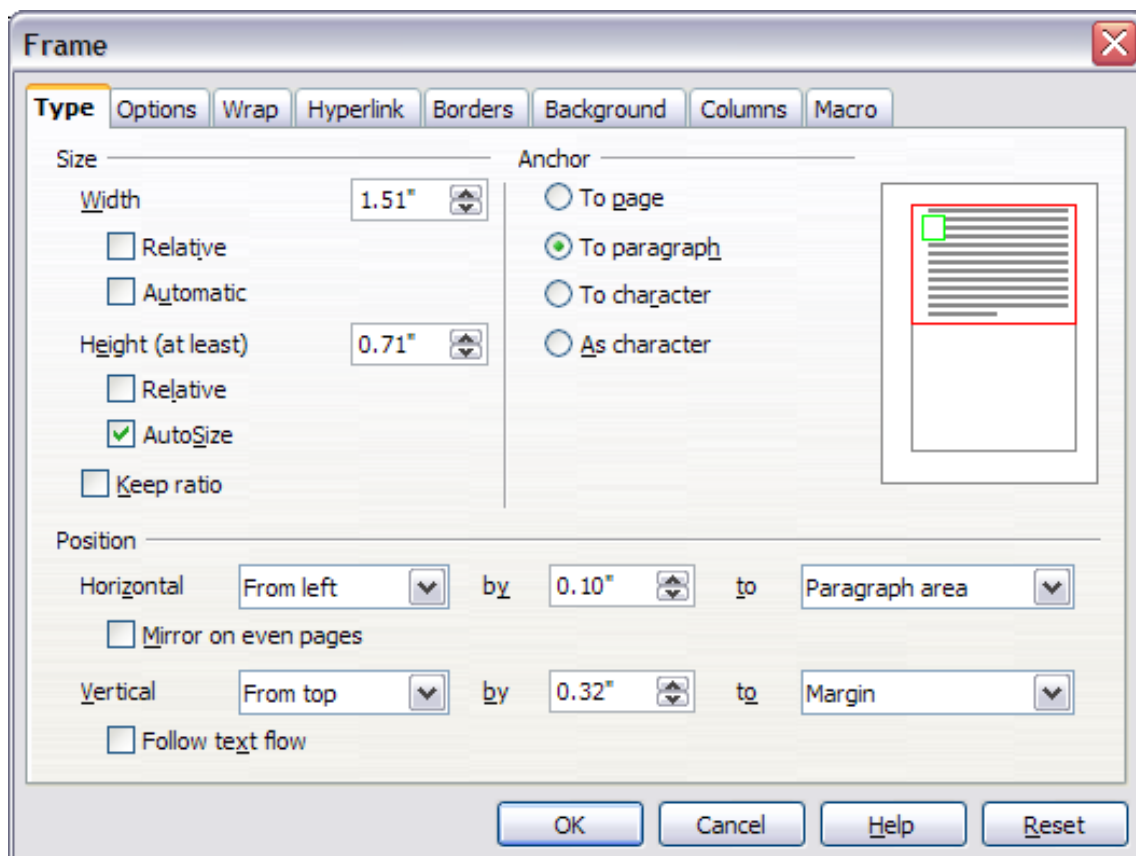 Frame
Type Options Wrap Hyperlink Borders Background Columns Macro
Size
Width 1.51"
Relative
Automatic
Height (at least) 0.71"
Relative
AutoSize
Keep ratio
Anchor
To page
To paragraph
To character
As character
Position
Horizontal From left by 0.10" to Paragraph area
Mirror on even pages
Vertical From top by 0.32" to Margin
Follow text flow
OK Cancel Help Reset